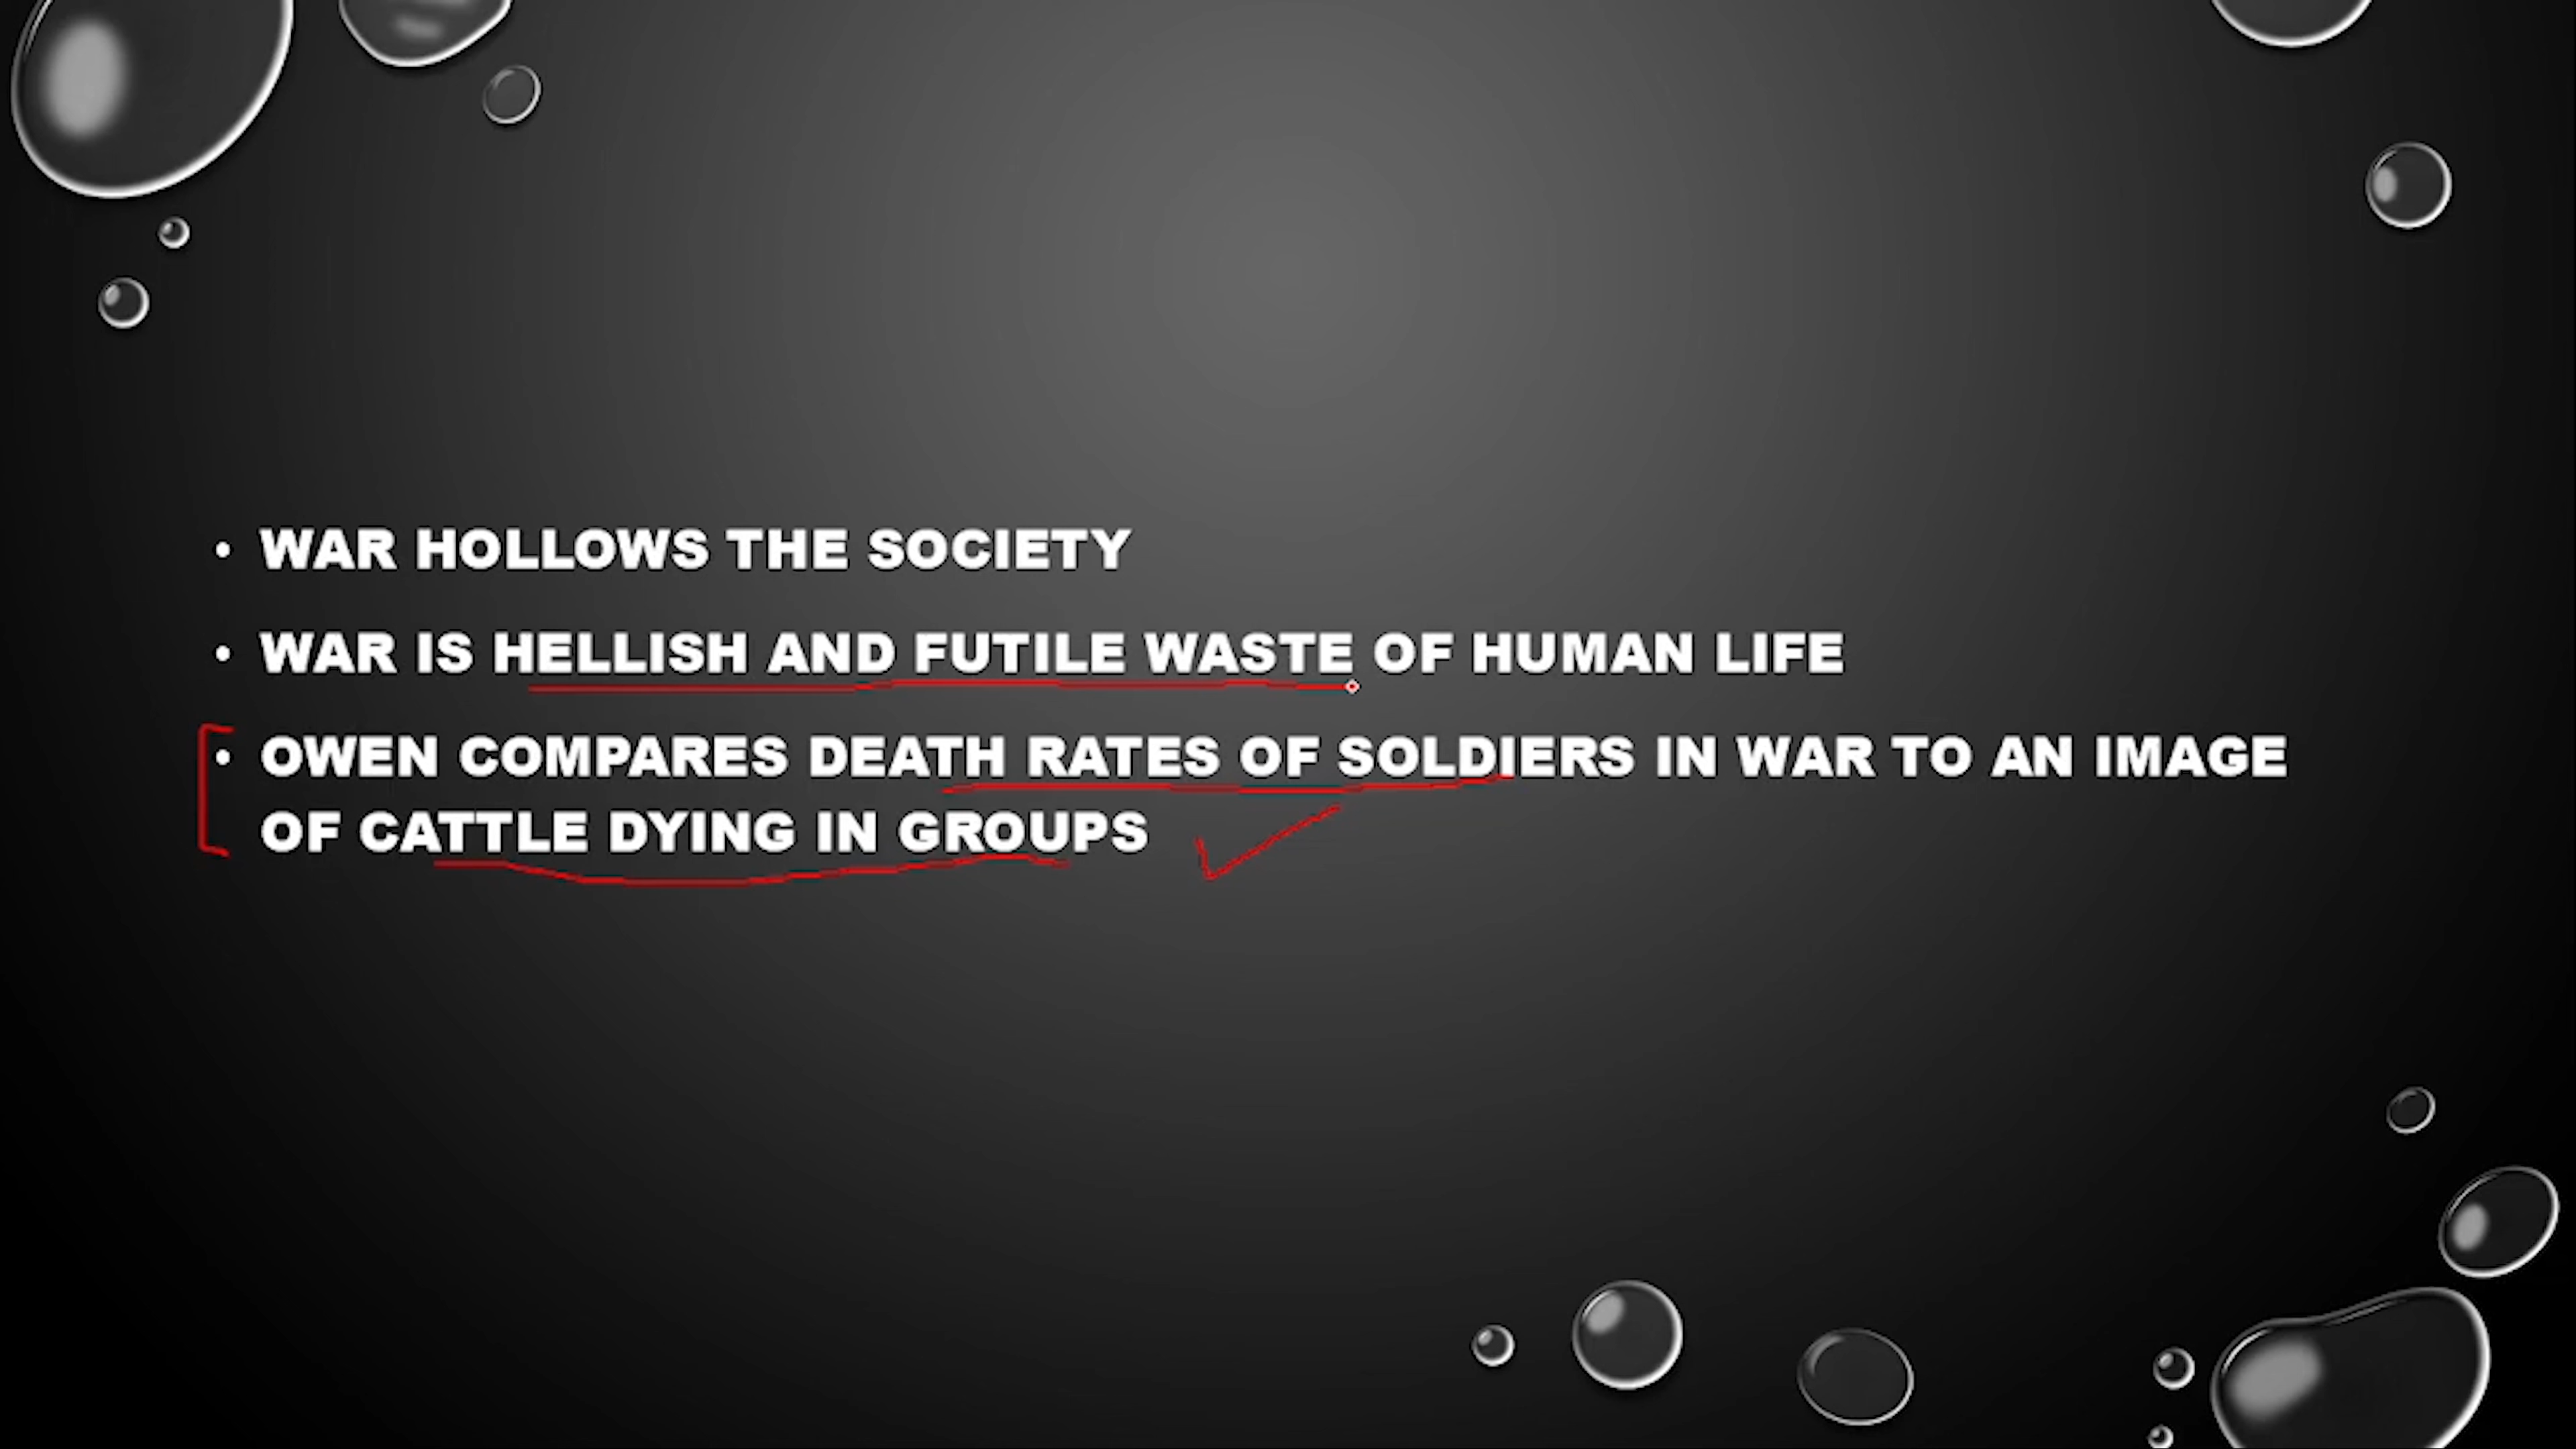 • WAR HOLLOWS THE SOCIETY
• WAR IS HELLISH AND FUTILE WASTE OF HUMAN LIFE
• OWEN COMPARES DEATH RATES OF SOLDIERS IN WAR TO AN IMAGE
OF CATTLE DYING IN GROUPS